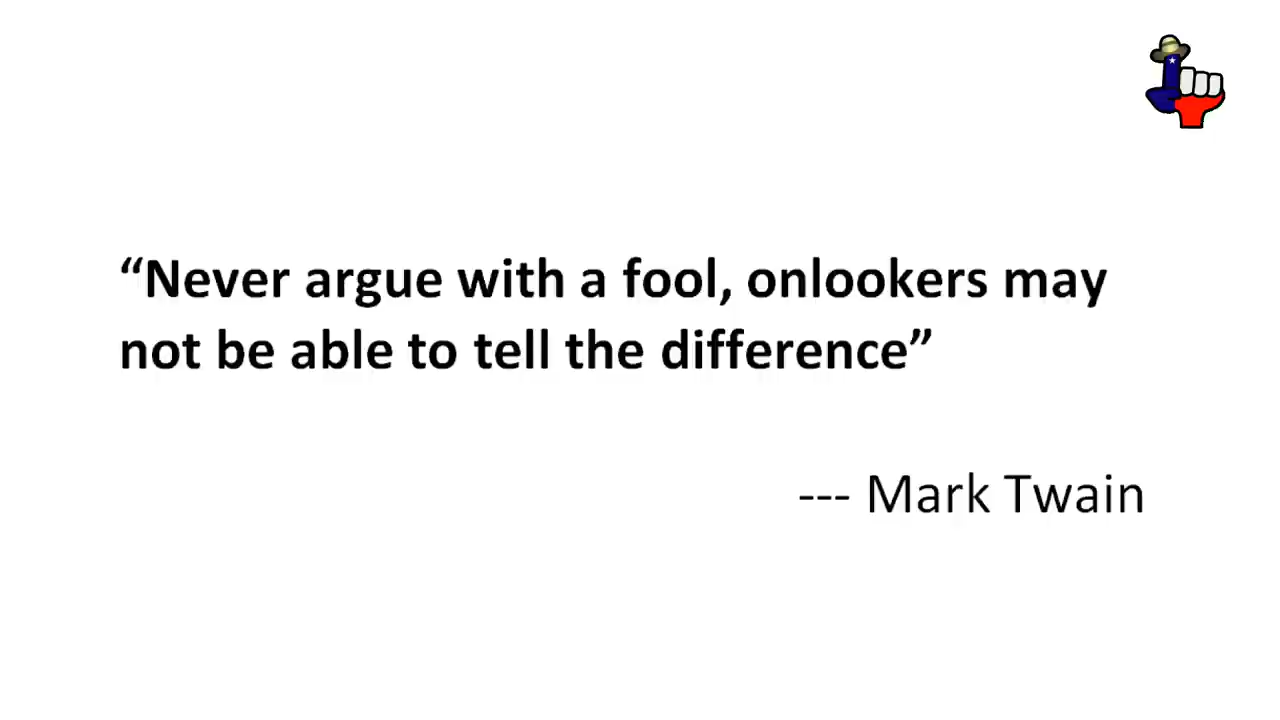 “Never argue with a fool, onlookers may
not be able to tell the difference”
--- Mark Twain